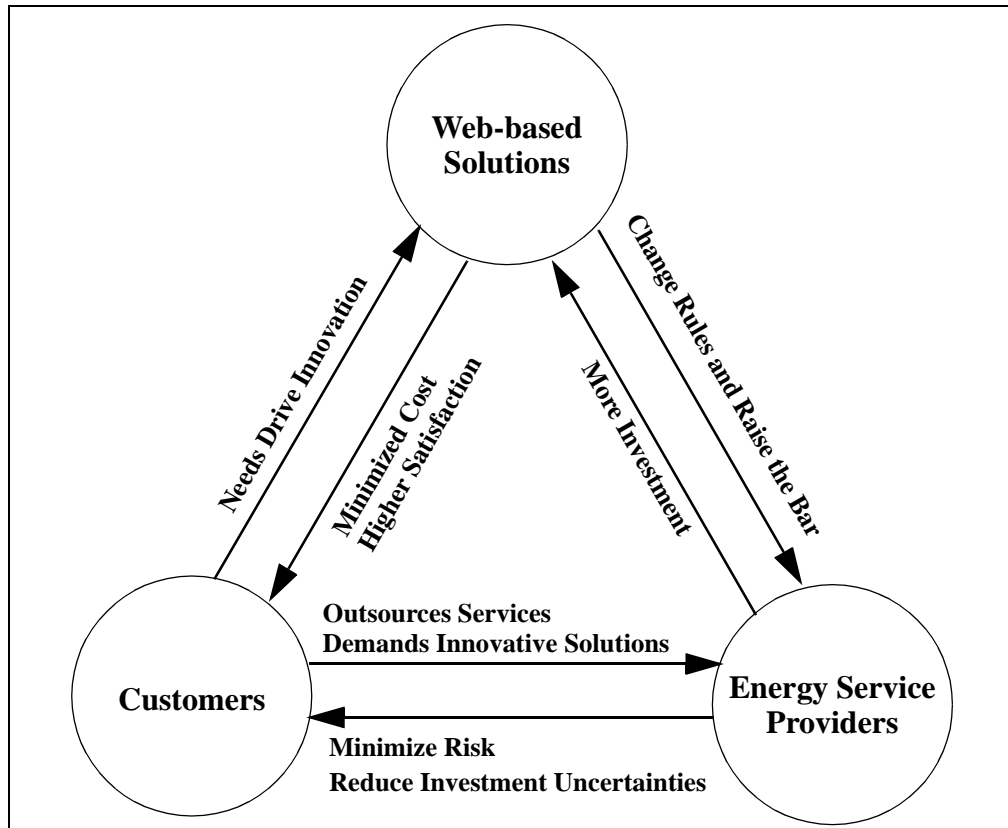 Web-based
Solutions
Needs Drive Innovation
Minimized Cost
Higher Satisfaction
More Investment
Change Rules and Raise the Bar
Outsources Services
Demands Innovative Solutions
Customers
Energy Service
Providers
Minimize Risk
Reduce Investment Uncertainties